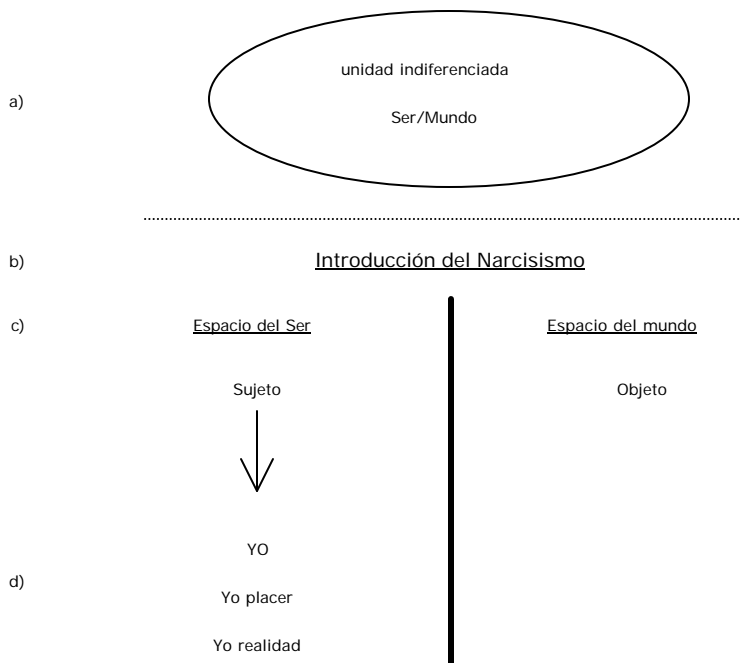 unidad indiferenciada
a)
Ser/Mundo
b) Introducción del Narcisismo
c) Espacio del Ser Espacio del mundo
Sujeto Objeto
YO
d)
Yo placer
Yo realidad